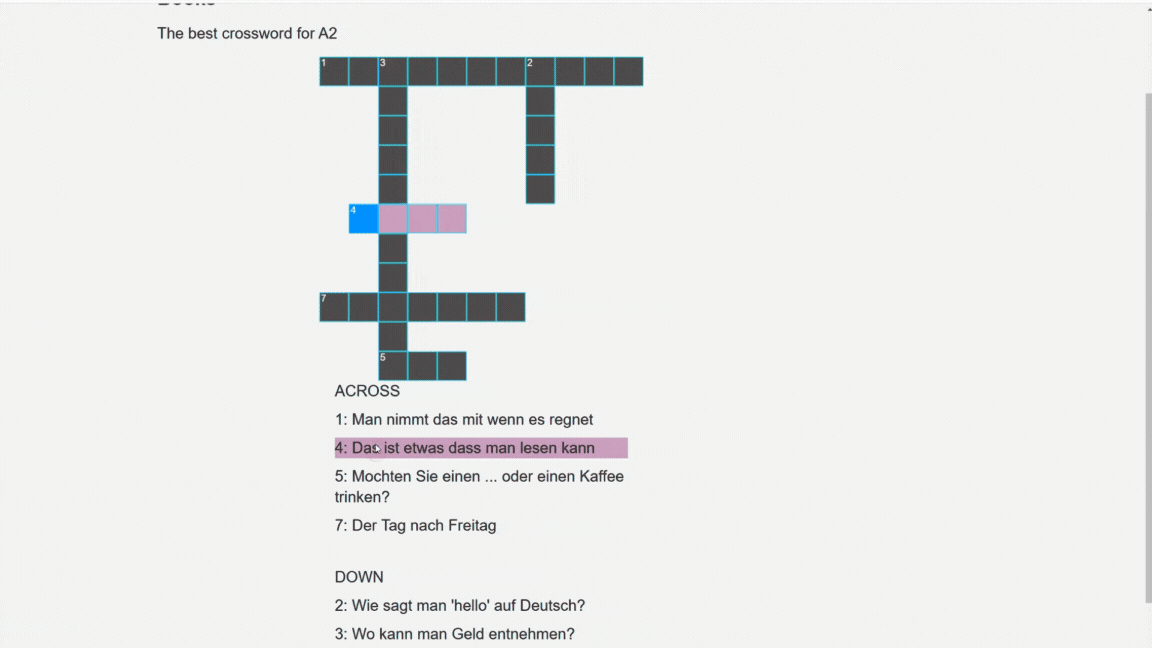 The best crossword for A2
1 3 2
4
7
5
ACROSS
1: Man nimmt das mit wenn es regnet
4: Das ist etwas dass man lesen kann
5: Mochten Sie einen ... oder einen Kaffee
trinken?
7: Der Tag nach Freitag
DOWN
2: Wie sagt man 'hello' auf Deutsch?
3: Wo kann man Geld entnehmen?